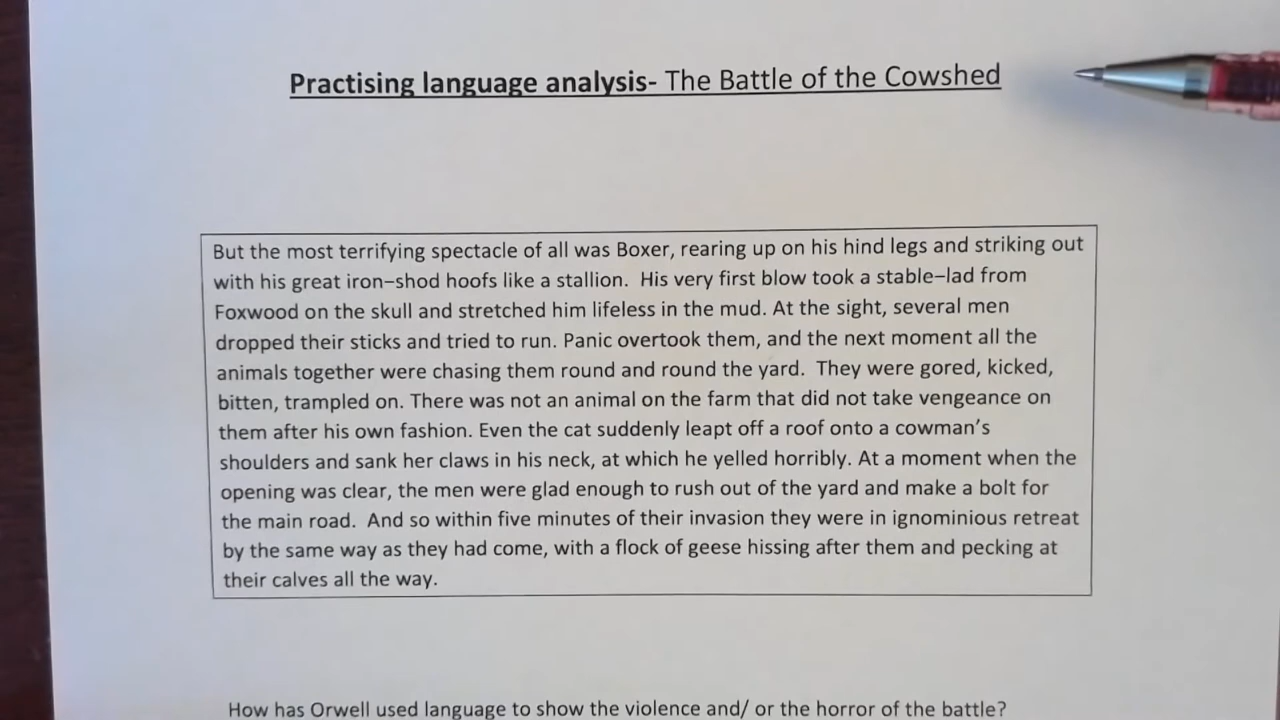 Practising language analysis- The Battle of the Cowshed
But the most terrifying spectacle of all was Boxer, rearing up on his hind legs and striking out
with his great iron–shod hoofs like a stallion.  His very first blow took a stable–lad from
Foxwood on the skull and stretched him lifeless in the mud. At the sight, several men
dropped their sticks and tried to run. Panic overtook them, and the next moment all the
animals together were chasing them round and round the yard.  They were gored, kicked,
bitten, trampled on. There was not an animal on the farm that did not take vengeance on
them after his own fashion. Even the cat suddenly leapt off a roof onto a cowman's
shoulders and sank her claws in his neck, at which he yelled horribly. At a moment when the
opening was clear, the men were glad enough to rush out of the yard and make a bolt for
the main road.  And so within five minutes of their invasion they were in ignominious retreat
by the same way as they had come, with a flock of geese hissing after them and pecking at
their calves all the way.
How has Orwell used language to show the violence and/ or the horror of the battle?